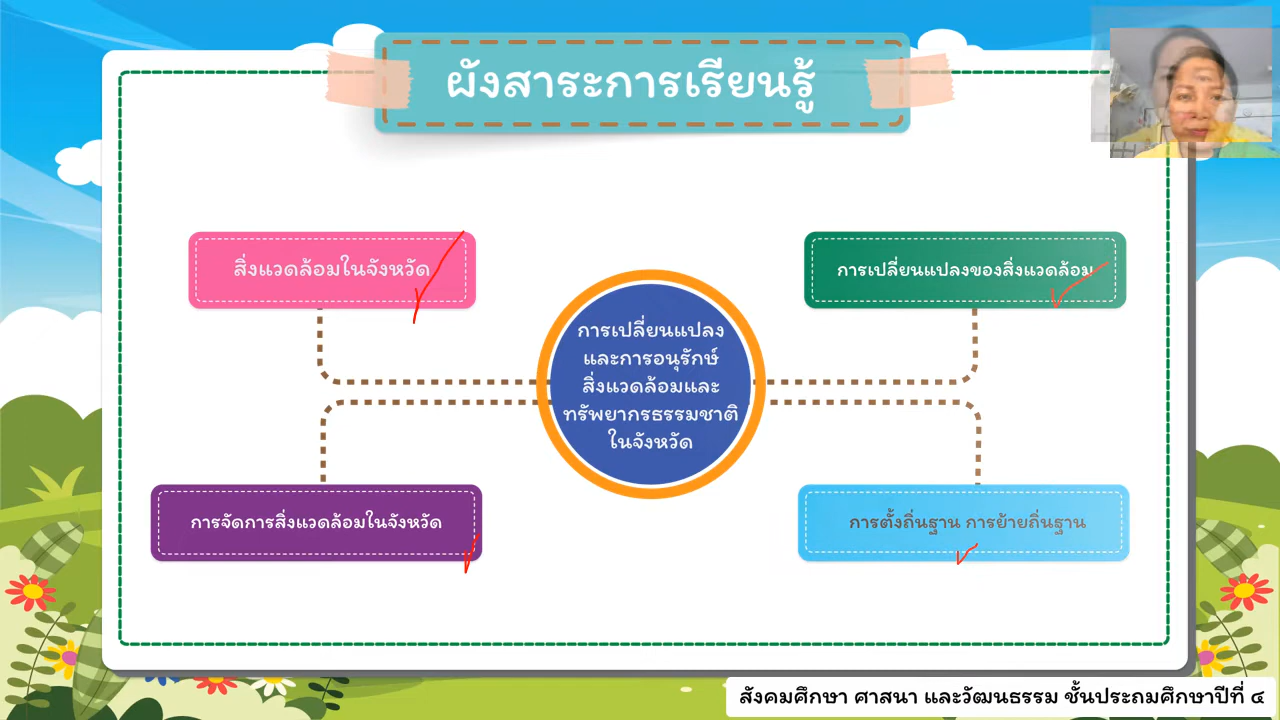 ผังสาระการเรียนรู้
สิ่งแวดล้อมในจังหวัด
การเปลี่ยนแปลงของสิ่งแวดล้อม
การเปลี่ยนแปลง
และการอนุรักษ์
สิ่งแวดล้อมและ
ทรัพยากรธรรมชาติ
ในจังหวัด
การจัดการสิ่งแวดล้อมในจังหวัด
การตั้งถิ่นฐาน การย้ายถิ่นฐาน
สังคมศึกษา ศาสนา และวัฒนธรรม ชั้นประถมศึกษาปีที่ ๔